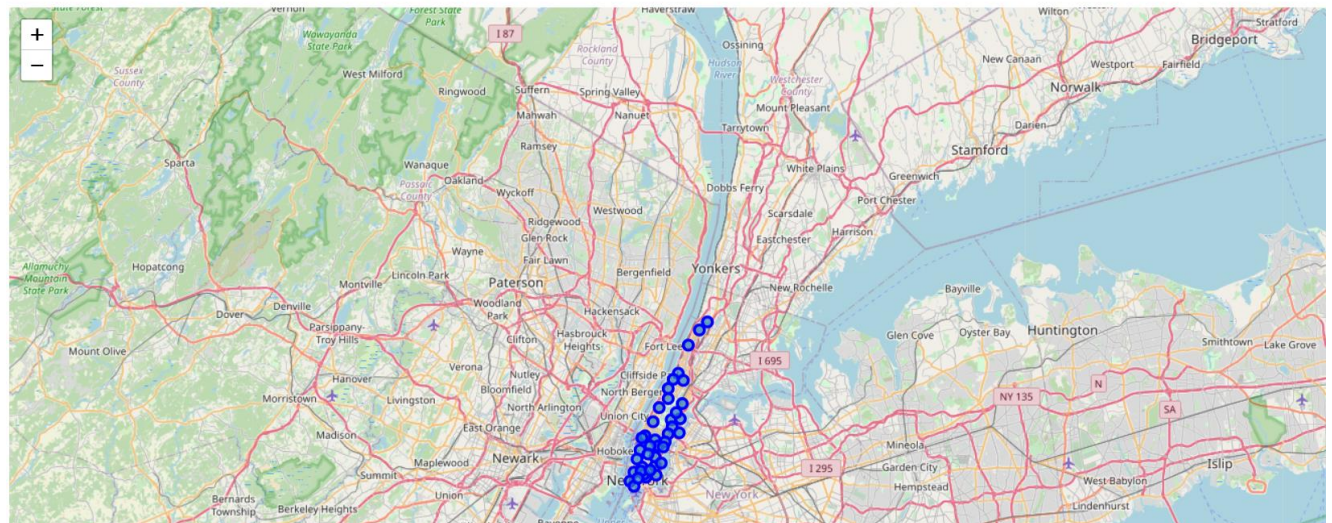 State Forest
Vernon
Forest State Park
Haverstraw
Wilton
Stratford
+
Wawayanda State Park
I 87
Rockland County
Ossining
Bridgeport
−
Sussex County
West Milford
Hudson River
Westchester County
New Canaan
Westport
Fairfield
Ringwood
Suffern
Spring Valley
Norwalk
Mahwah
Nanuet
Mount Pleasant
Tarrytown
Darien
Ramsey
Stamford
Sparta
Wanaque
Oakland
White Plains
Greenwich
Passaic County
Wyckoff
Dobbs Ferry
Port Chester
Westwood
Ridgewood
Scarsdale
Glen Rock
Eastchester
Harrison
Wayne
Fair Lawn
Allamuchy Mountain State Park
Hopatcong
Lincoln Park
Bergenfield
Yonkers
Montville
Paterson
New Rochelle
Bayville
Denville
Woodland Park
Hackensack
Dover
Parsippany-Troy Hills
Clifton
Hasbrouck Heights
Glen Cove
Oyster Bay
Huntington
Smithtown
Mount Olive
Fort Lee
Lake Grove
Verona
I 695
Hanover
Nutley
Cliffside
N
Bloomfield
North Bergen
Morristown
Livingston
North Arlington
Union City
NY 135
SA
Madison
East Orange
Mineola
Maplewood
Newark
Hoboken
I 295
Garden City
Islip
Summit
New York
Hempstead
West Babylon
Bernards Township
Union
New York
Berkeley Heights
Lindenhurst
Bayonne